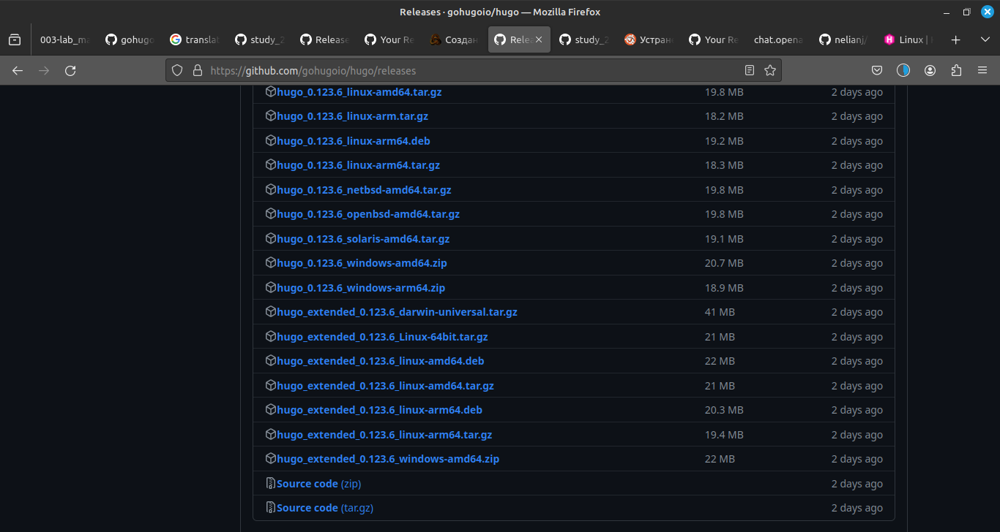 Releases · gohugoio/hugo — Mozilla Firefox
003-lab_ma gohugo translat study_2 Release Your Re Создан Rele study_2 Устран Your Re chat.opena nelianj/ Linux |
https://github.com/gohugoio/hugo/releases
hugo_0.123.6_linux-amd64.tar.gz 19.8 MB 2 days ago
hugo_0.123.6_linux-arm.tar.gz 18.2 MB 2 days ago
hugo_0.123.6_linux-arm64.deb 19.2 MB 2 days ago
hugo_0.123.6_linux-arm64.tar.gz 18.3 MB 2 days ago
hugo_0.123.6_netbsd-amd64.tar.gz 19.8 MB 2 days ago
hugo_0.123.6_openbsd-amd64.tar.gz 19.8 MB 2 days ago
hugo_0.123.6_solaris-amd64.tar.gz 19.1 MB 2 days ago
hugo_0.123.6_windows-amd64.zip 20.7 MB 2 days ago
hugo_0.123.6_windows-arm64.zip 18.9 MB 2 days ago
hugo_extended_0.123.6_darwin-universal.tar.gz 41 MB 2 days ago
hugo_extended_0.123.6_Linux-64bit.tar.gz 21 MB 2 days ago
hugo_extended_0.123.6_linux-amd64.deb 22 MB 2 days ago
hugo_extended_0.123.6_linux-amd64.tar.gz 21 MB 2 days ago
hugo_extended_0.123.6_linux-arm64.deb 20.3 MB 2 days ago
hugo_extended_0.123.6_linux-arm64.tar.gz 19.4 MB 2 days ago
hugo_extended_0.123.6_windows-amd64.zip 22 MB 2 days ago
Source code (zip) 2 days ago
Source code (tar.gz) 2 days ago